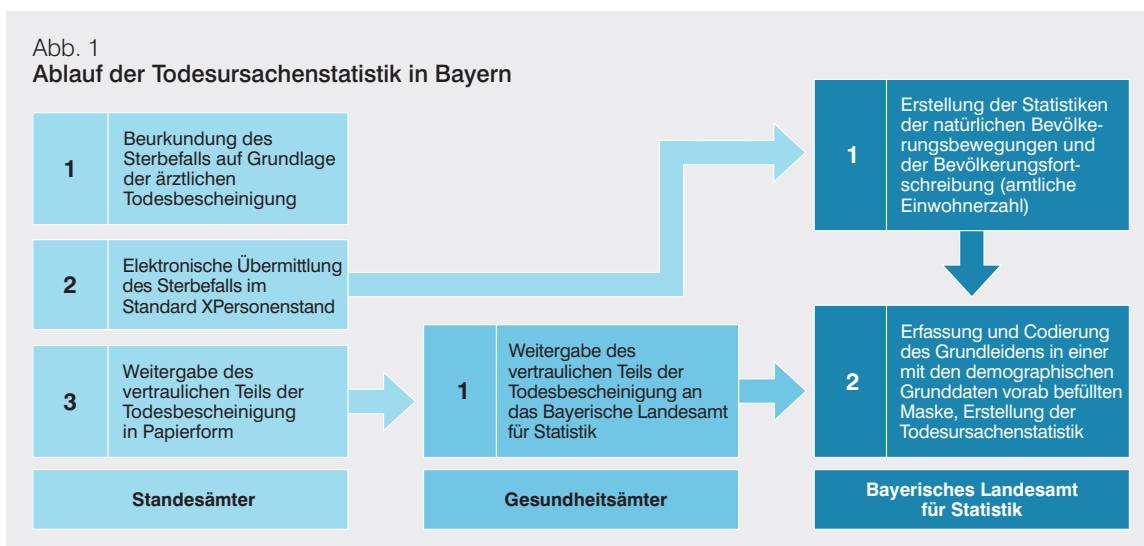 Abb. 1
Ablauf der Todesursachenstatistik in Bayern
1
Beurkundung des
Sterbefalls auf Grundlage
der ärztlichen
Todesbescheinigung
2
Elektronische Übermittlung
des Sterbefalls im
Standard XPersonenstand
3
Weitergabe des
vertraulichen Teils der
Todesbescheinigung
in Papierform
Standesämter
1
Weitergabe des
vertraulichen Teils der
Todesbescheinigung an
das Bayerische Landesamt
für Statistik
Gesundheitsämter
1
Erstellung der Statistiken
der natürlichen Bevölke-
rungsbewegungen und
der Bevölkerungsfort-
schreibung (amtliche
Einwohnerzahl)
2
Erfassung und Codierung
des Grundleidens in einer
mit den demographischen
Grunddaten vorab befüllten
Maske, Erstellung der
Todesursachenstatistik
Bayerisches Landesamt
für Statistik